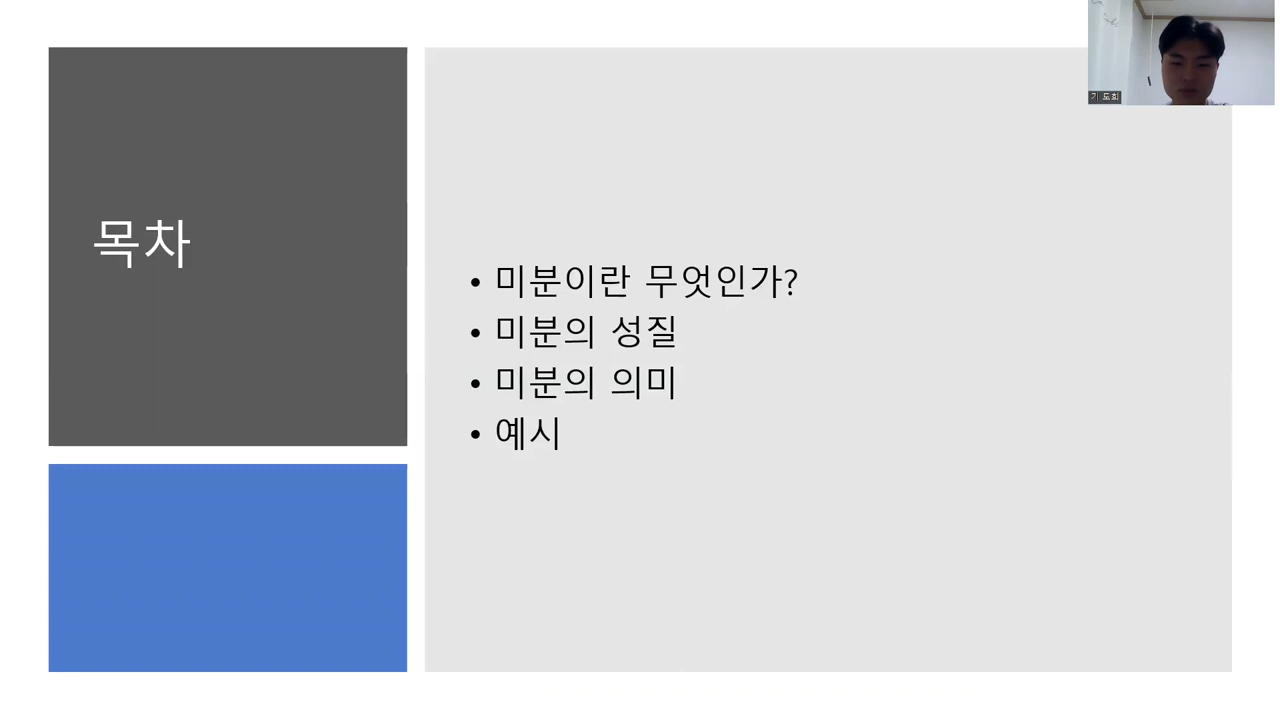 목차
• 미분이란 무엇인가?
• 미분의 성질
• 미분의 의미
• 예시